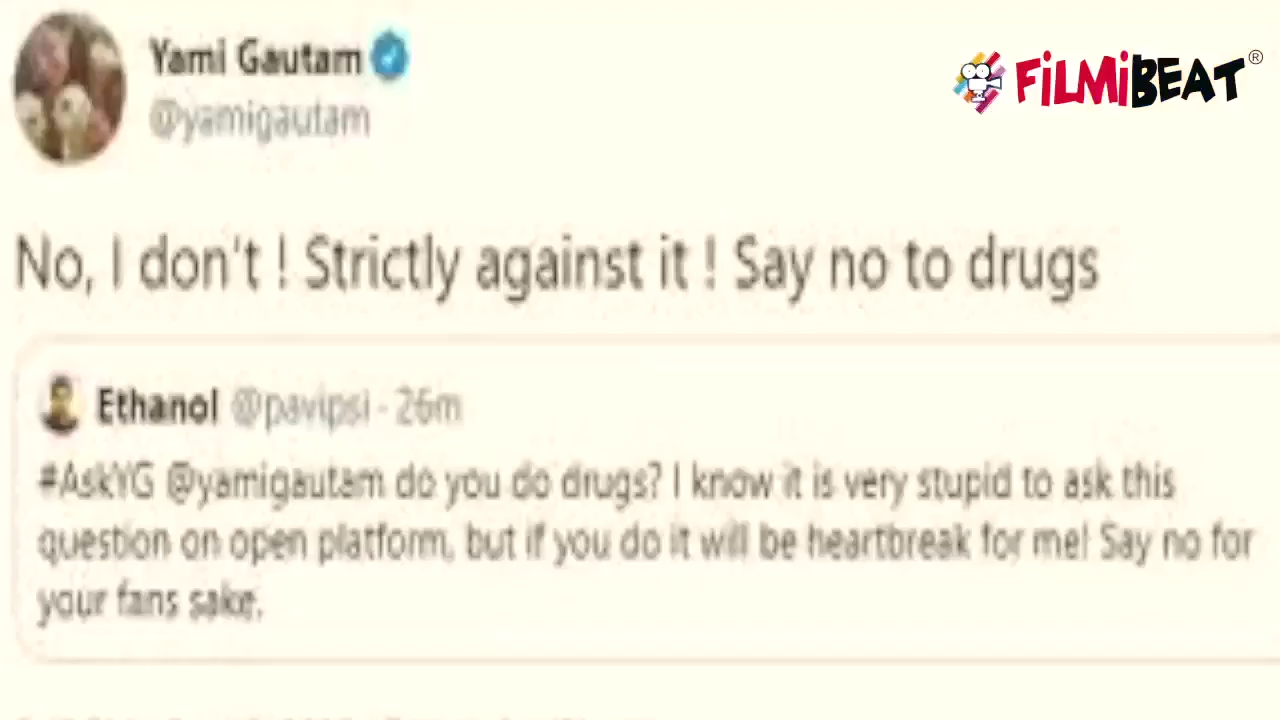 Yami Gautam
@yamigautam
FiLMiBEAT®
No, I don't ! Strictly against it ! Say no to drugs
Ethanol @pavipsi - 26m
#AskYG @yamigautam do you do drugs? I know it is very stupid to ask this
question on open platform, but if you do it will be heartbreak for me! Say no for
your fans sake.